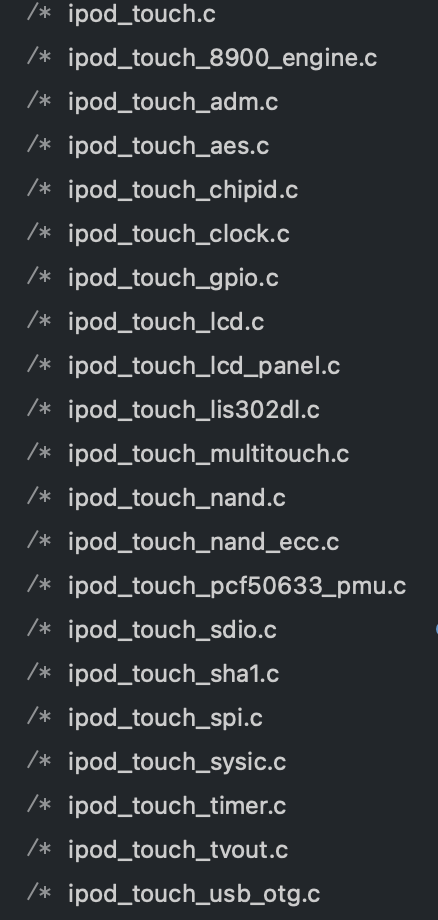 /* ipod_touch.c
/* ipod_touch_8900_engine.c
/* ipod_touch_adm.c
/* ipod_touch_aes.c
/* ipod_touch_chipid.c
/* ipod_touch_clock.c
/* ipod_touch_gpio.c
/* ipod_touch_lcd.c
/* ipod_touch_lcd_panel.c
/* ipod_touch_lis302dl.c
/* ipod_touch_multitouch.c
/* ipod_touch_nand.c
/* ipod_touch_nand_ecc.c
/* ipod_touch_pcf50633_pmu.c
/* ipod_touch_sdio.c
/* ipod_touch_sha1.c
/* ipod_touch_spi.c
/* ipod_touch_sysic.c
/* ipod_touch_timer.c
/* ipod_touch_tvout.c
/* ipod_touch_usb_otg.c